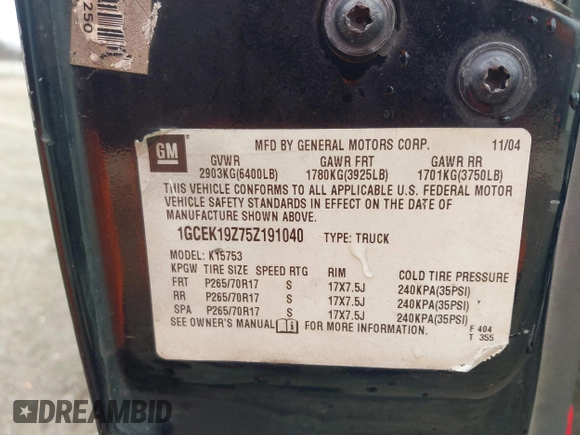 250
GM
MFD BY GENERAL MOTORS CORP. 11/04
GVWR GAWR FRT GAWR RR
2903KG(6400LB) 1780KG(3925LB) 1701KG(3750LB)
THIS VEHICLE CONFORMS TO ALL APPLICABLE U.S. FEDERAL MOTOR
VEHICLE SAFETY STANDARDS IN EFFECT ON THE DATE OF
MANUFACTURE SHOWN ABOVE.
1GCEK19Z75Z191040 TYPE: TRUCK
MODEL: K15753
KPGW TIRE SIZE SPEED RTG RIM COLD TIRE PRESSURE
FRT P265/70R17 S 17X7.5J 240KPA(35PSI)
RR P265/70R17 S 17X7.5J 240KPA(35PSI)
SPA P265/70R17 S 17X7.5J 240KPA(35PSI)
SEE OWNER'S MANUAL FOR MORE INFORMATION.
F 404
T 355
DREAMBID